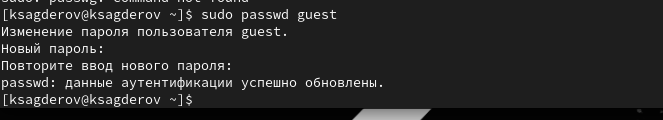 sudo: passwg: command not found
[ksagderov@ksagderov ~]$ sudo passwd guest
Изменение пароля пользователя guest.
Новый пароль:
Повторите ввод нового пароля:
passwd: данные аутентификации успешно обновлены.
[ksagderov@ksagderov ~]$